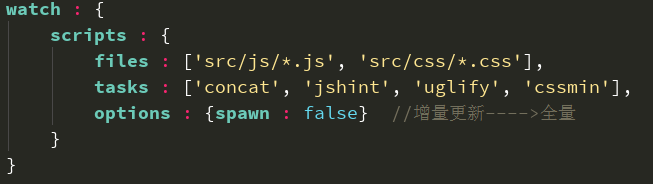 watch : {
scripts : {
files : ['src/js/*.js', 'src/css/*.css'],
tasks : ['concat', 'jshint', 'uglify', 'cssmin'],
options : {spawn : false}  //增量更新---->全量
}
}